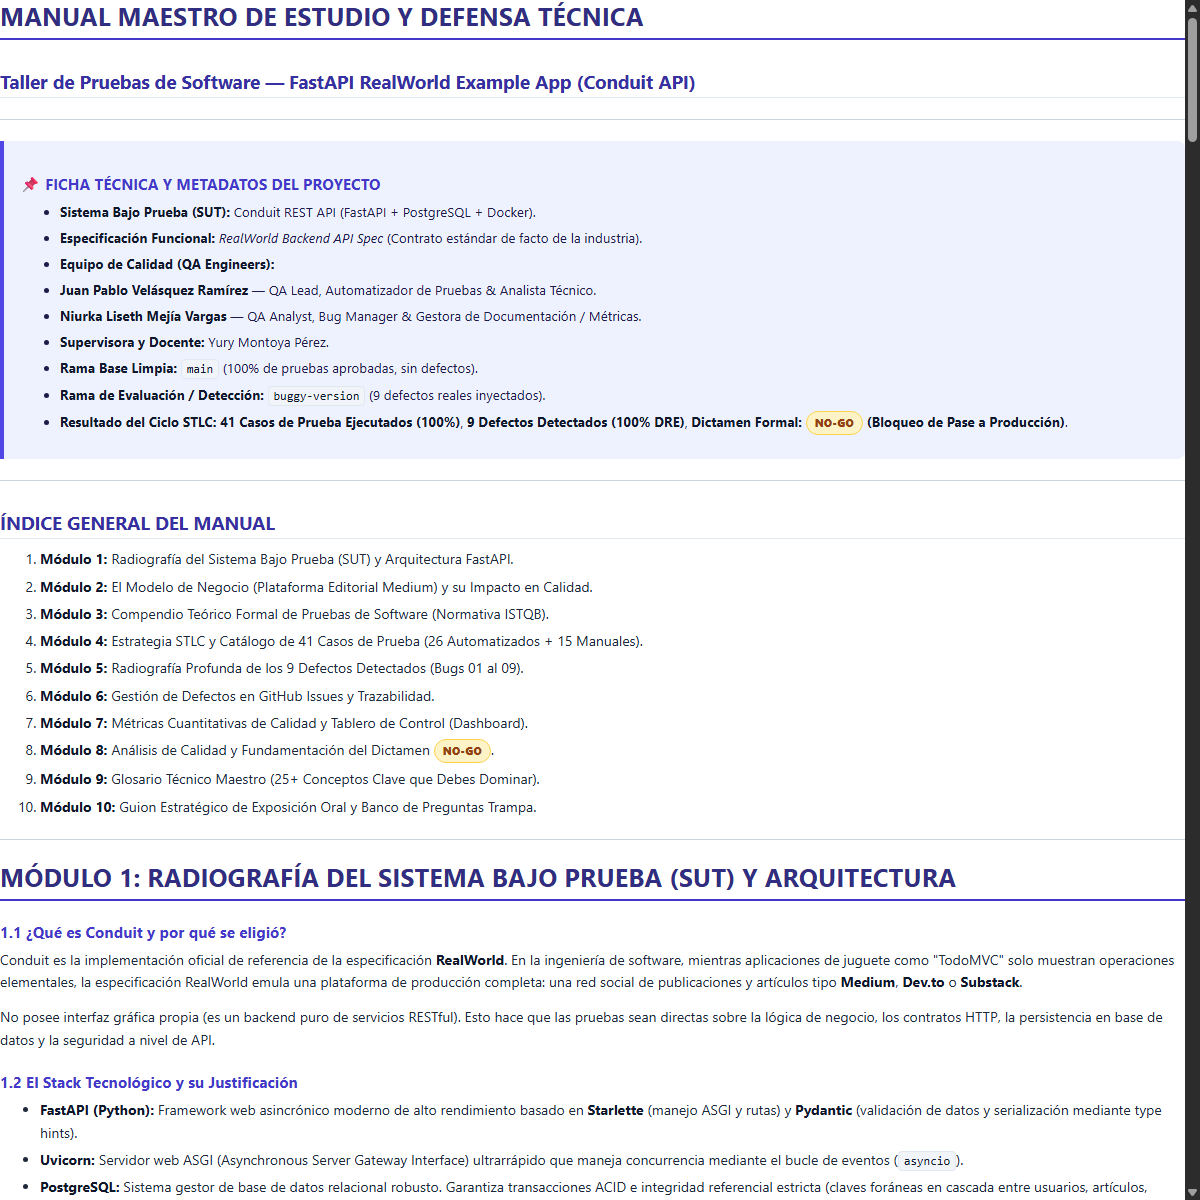 MANUAL MAESTRO DE ESTUDIO Y DEFENSA TÉCNICA
Taller de Pruebas de Software — FastAPI RealWorld Example App (Conduit API)
📌 FICHA TÉCNICA Y METADATOS DEL PROYECTO
• Sistema Bajo Prueba (SUT): Conduit REST API (FastAPI + PostgreSQL + Docker).
• Especificación Funcional: RealWorld Backend API Spec (Contrato estándar de facto de la industria).
• Equipo de Calidad (QA Engineers):
• Juan Pablo Velásquez Ramírez — QA Lead, Automatizador de Pruebas & Analista Técnico.
• Niurka Liseth Mejía Vargas — QA Analyst, Bug Manager & Gestora de Documentación / Métricas.
• Supervisora y Docente: Yury Montoya Pérez.
• Rama Base Limpia: main (100% de pruebas aprobadas, sin defectos).
• Rama de Evaluación / Detección: buggy-version (9 defectos reales inyectados).
• Resultado del Ciclo STLC: 41 Casos de Prueba Ejecutados (100%), 9 Defectos Detectados (100% DRE), Dictamen Formal: NO-GO (Bloqueo de Pase a Producción).
ÍNDICE GENERAL DEL MANUAL
1. Módulo 1: Radiografía del Sistema Bajo Prueba (SUT) y Arquitectura FastAPI.
2. Módulo 2: El Modelo de Negocio (Plataforma Editorial Medium) y su Impacto en Calidad.
3. Módulo 3: Compendio Teórico Formal de Pruebas de Software (Normativa ISTQB).
4. Módulo 4: Estrategia STLC y Catálogo de 41 Casos de Prueba (26 Automatizados + 15 Manuales).
5. Módulo 5: Radiografía Profunda de los 9 Defectos Detectados (Bugs 01 al 09).
6. Módulo 6: Gestión de Defectos en GitHub Issues y Trazabilidad.
7. Módulo 7: Métricas Cuantitativas de Calidad y Tablero de Control (Dashboard).
8. Módulo 8: Análisis de Calidad y Fundamentación del Dictamen NO-GO.
9. Módulo 9: Glosario Técnico Maestro (25+ Conceptos Clave que Debes Dominar).
10. Módulo 10: Guion Estratégico de Exposición Oral y Banco de Preguntas Trampa.
MÓDULO 1: RADIOGRAFÍA DEL SISTEMA BAJO PRUEBA (SUT) Y ARQUITECTURA
1.1 ¿Qué es Conduit y por qué se eligió?
Conduit es la implementación oficial de referencia de la especificación RealWorld. En la ingeniería de software, mientras aplicaciones de juguete como "TodoMVC" solo muestran operaciones
elementales, la especificación RealWorld emula una plataforma de producción completa: una red social de publicaciones y artículos tipo Medium, Dev.to o Substack.
No posee interfaz gráfica propia (es un backend puro de servicios RESTful). Esto hace que las pruebas sean directas sobre la lógica de negocio, los contratos HTTP, la persistencia en base de
datos y la seguridad a nivel de API.
1.2 El Stack Tecnológico y su Justificación
• FastAPI (Python): Framework web asincrónico moderno de alto rendimiento basado en Starlette (manejo ASGI y rutas) y Pydantic (validación de datos y serialización mediante type
hints).
• Uvicorn: Servidor web ASGI (Asynchronous Server Gateway Interface) ultrarrápido que maneja concurrencia mediante el bucle de eventos (asyncio).
• PostgreSQL: Sistema gestor de base de datos relacional robusto. Garantiza transacciones ACID e integridad referencial estricta (claves foráneas en cascada entre usuarios, artículos,